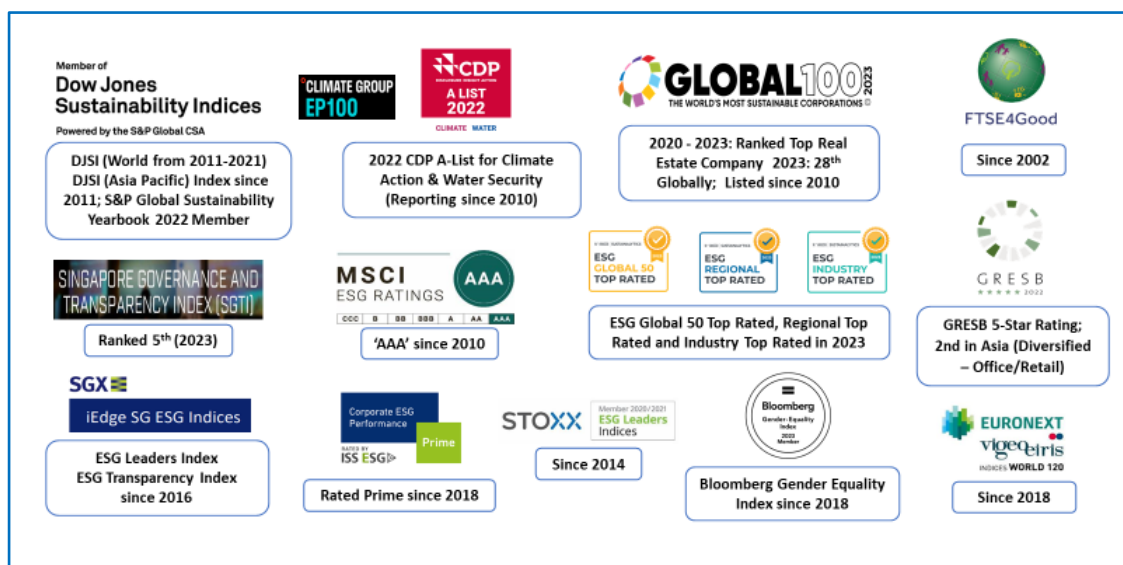 Member of
Dow Jones
Sustainability Indices
Powered by the S&P Global CSA
DJSI (World from 2011-2021)
DJSI (Asia Pacific) Index since
2011; S&P Global Sustainability
Yearbook 2022 Member
°CLIMATE GROUP
EP100
CDP
DISCLOSURE INSIGHT ACTION
A LIST
2022
CLIMATE WATER
2022 CDP A-List for Climate
Action & Water Security
(Reporting since 2010)
GLOBAL100 2023
THE WORLD'S MOST SUSTAINABLE CORPORATIONS ©
2020 - 2023: Ranked Top Real
Estate Company 2023: 28th
Globally; Listed since 2010
FTSE4Good
Since 2002
SINGAPORE GOVERNANCE AND
TRANSPARENCY INDEX (SGTI)
Ranked 5th (2023)
MSCI
ESG RATINGS
AAA
CCC B BB BBB A AA AAA
'AAA' since 2010
SUSTAINALYTICS
ESG
GLOBAL 50
TOP RATED
SUSTAINALYTICS
ESG
REGIONAL
TOP RATED
SUSTAINALYTICS
ESG
INDUSTRY
TOP RATED
ESG Global 50 Top Rated, Regional Top
Rated and Industry Top Rated in 2023
GRESB
2022
GRESB 5-Star Rating;
2nd in Asia (Diversified
– Office/Retail)
SGX
iEdge SG ESG Indices
ESG Leaders Index
ESG Transparency Index
since 2016
Corporate ESG
Performance
Prime
RATED BY
ISS ESG
Rated Prime since 2018
STOXX
Member 2020/2021
ESG Leaders
Indices
Since 2014
Bloomberg
Gender-Equality
Index
2023
Member
Bloomberg Gender Equality
Index since 2018
EURONEXT
vigeo eiris
INDICES WORLD 120
Since 2018